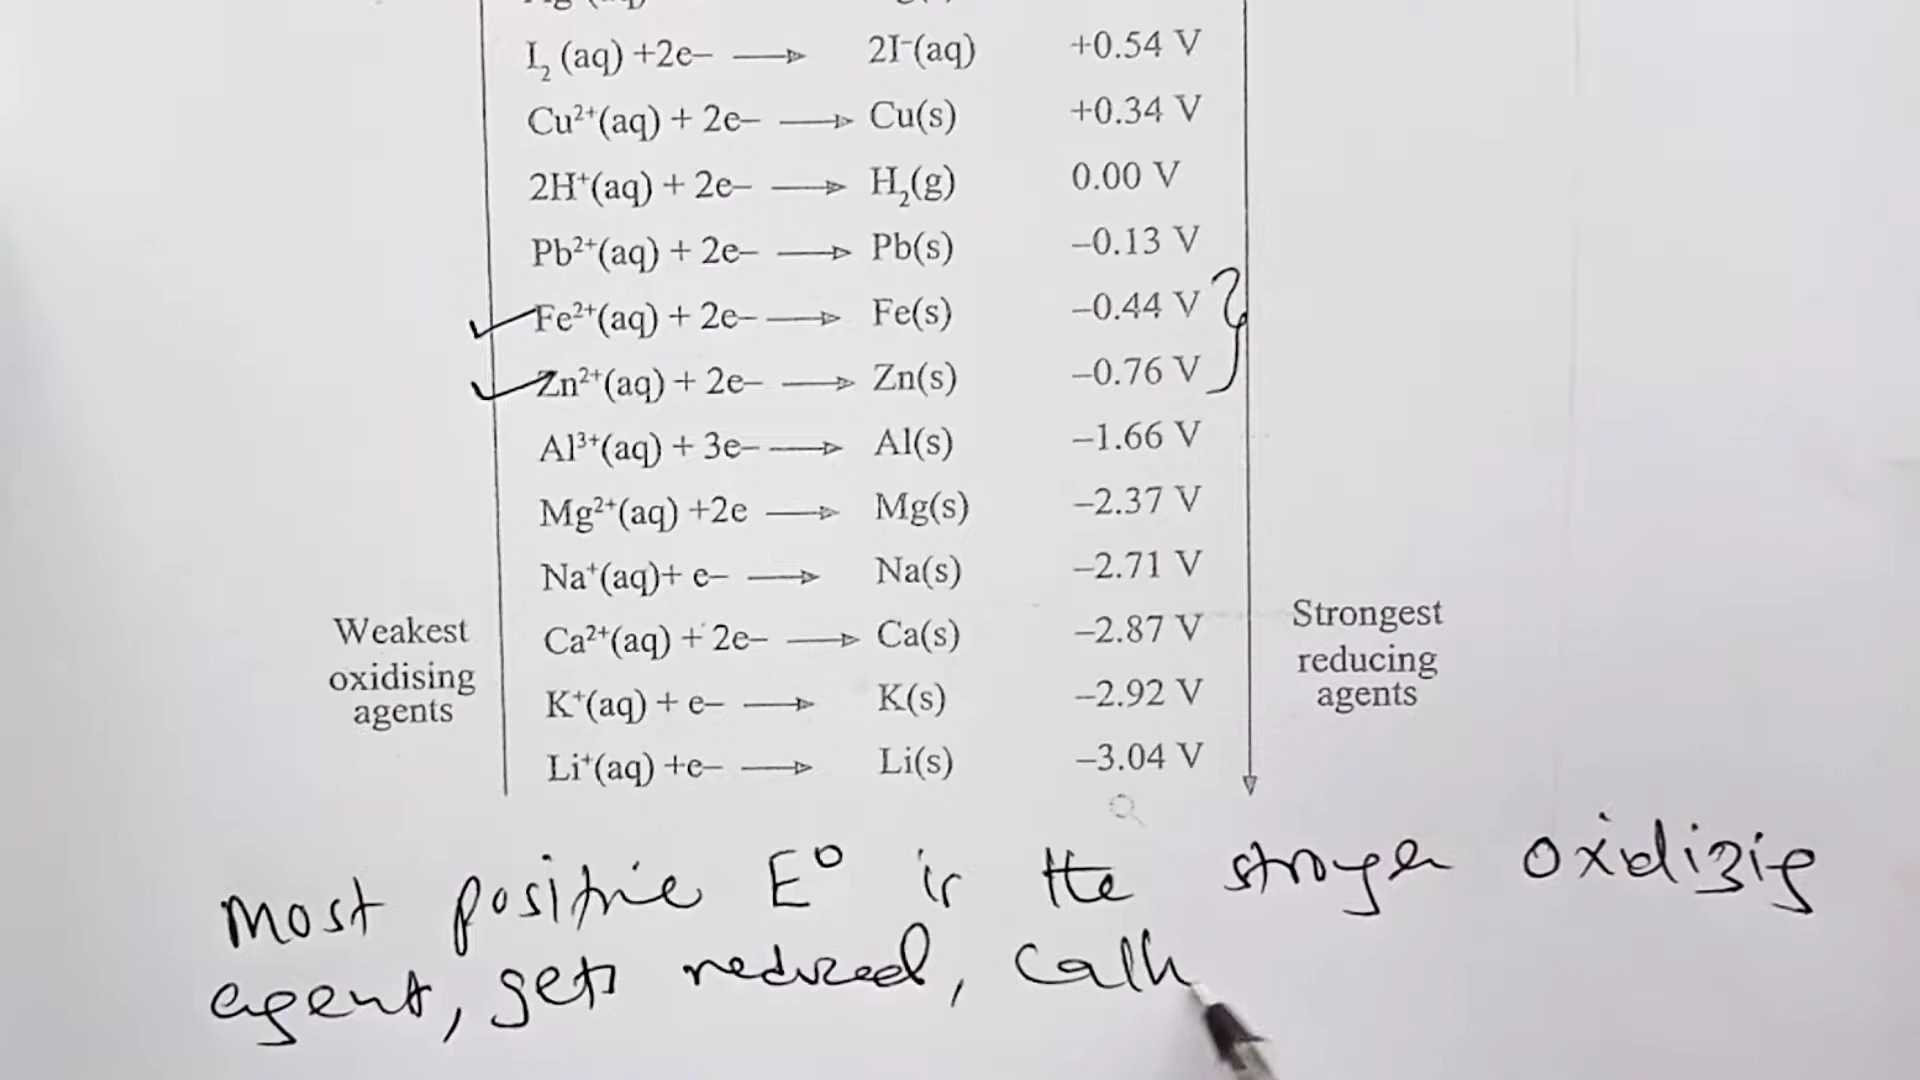 I₂ (aq) +2e– ⟶ 2I⁻(aq) +0.54 V
Cu²⁺(aq) + 2e– ⟶ Cu(s) +0.34 V
2H⁺(aq) + 2e– ⟶ H₂(g) 0.00 V
Pb²⁺(aq) + 2e– ⟶ Pb(s) –0.13 V
Fe²⁺(aq) + 2e– ⟶ Fe(s) –0.44 V
Zn²⁺(aq) + 2e– ⟶ Zn(s) –0.76 V
Al³⁺(aq) + 3e– ⟶ Al(s) –1.66 V
Mg²⁺(aq) +2e ⟶ Mg(s) –2.37 V
Na⁺(aq)+ e– ⟶ Na(s) –2.71 V
Ca²⁺(aq) + 2e– ⟶ Ca(s) –2.87 V
K⁺(aq) + e– ⟶ K(s) –2.92 V
Li⁺(aq) +e– ⟶ Li(s) –3.04 V
Weakest
oxidising
agents
Strongest
reducing
agents
Most positive E° is the stronger oxidizig
agent, gets reduced, Cath